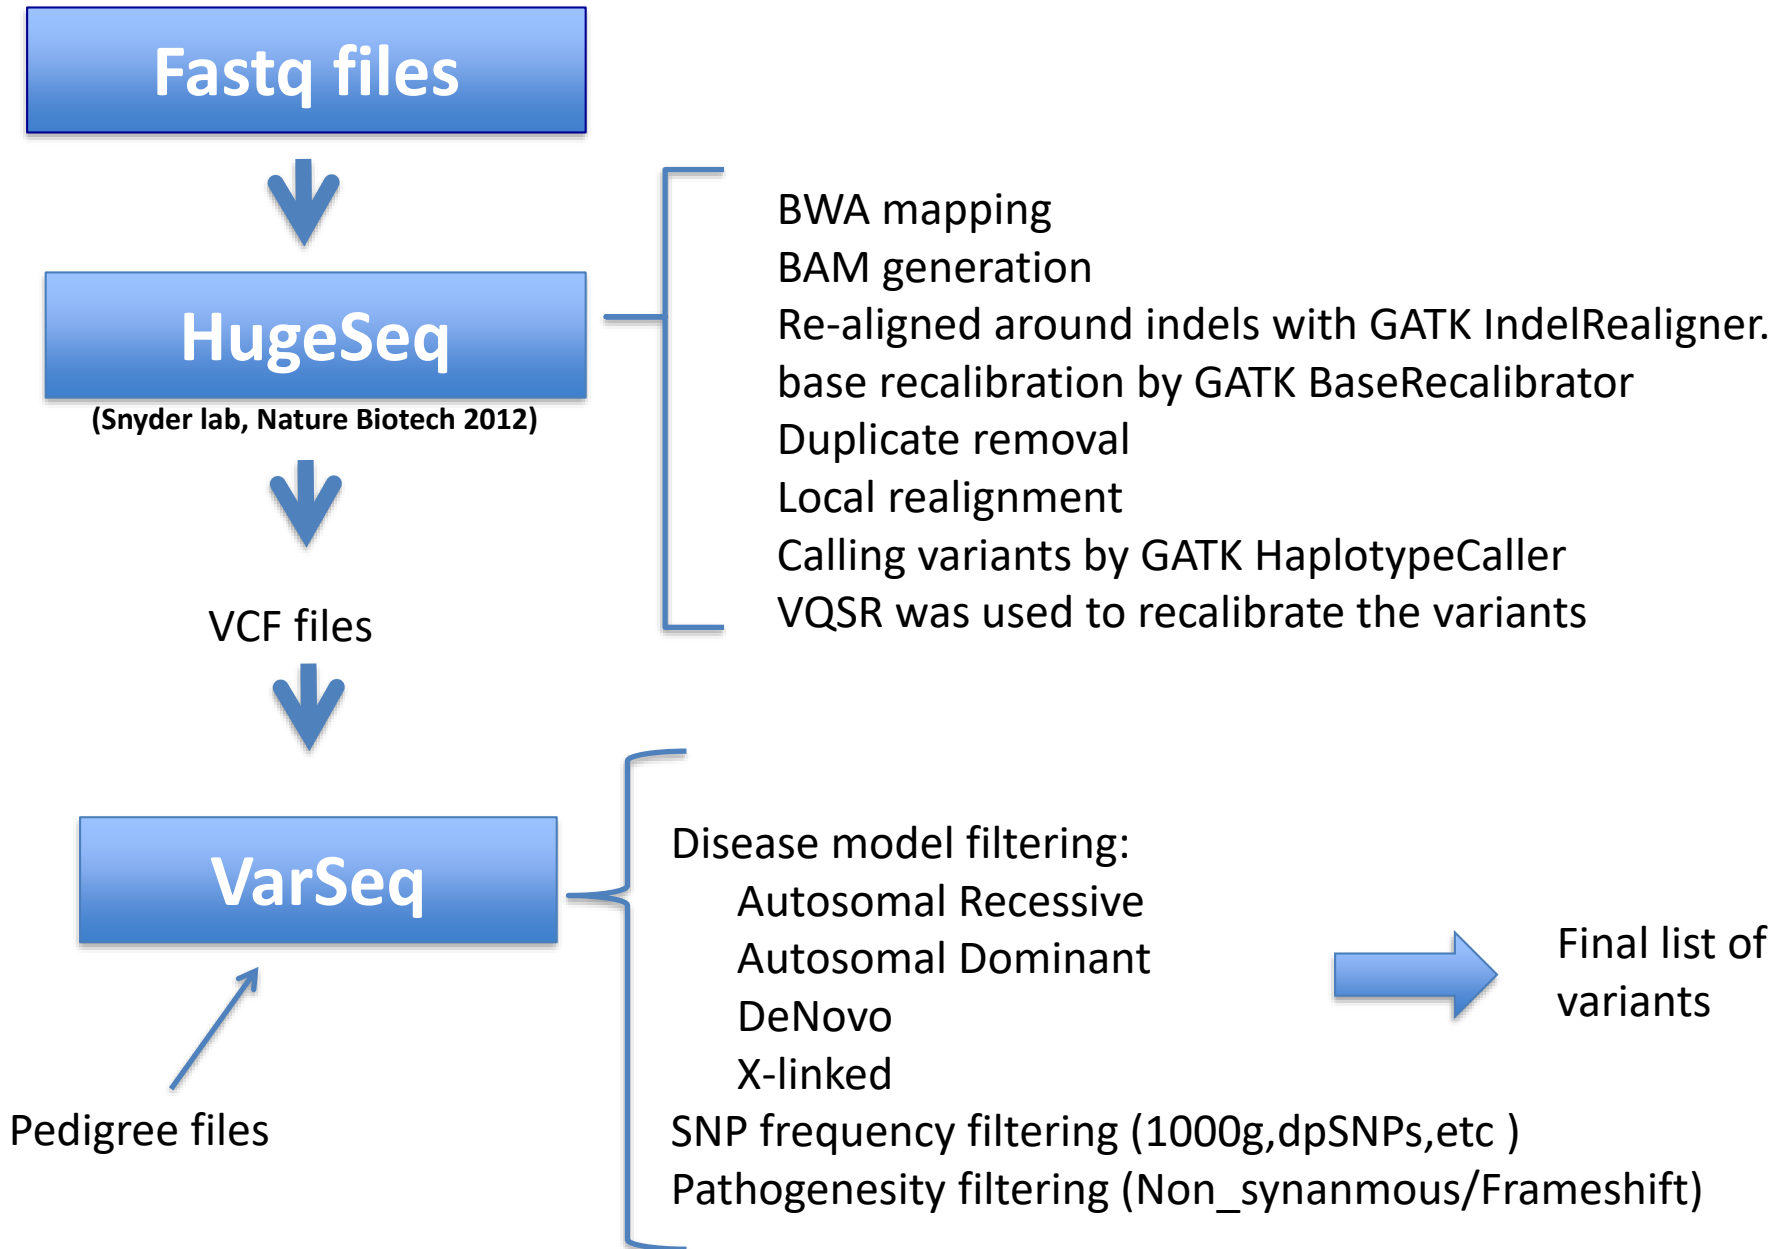 Fastq files
HugeSeq
(Snyder lab, Nature Biotech 2012)
BWA mapping
BAM generation
Re-aligned around indels with GATK IndelRealigner.
base recalibration by GATK BaseRecalibrator
Duplicate removal
Local realignment
Calling variants by GATK HaplotypeCaller
VQSR was used to recalibrate the variants
VCF files
VarSeq
Pedigree files
Disease model filtering:
Autosomal Recessive
Autosomal Dominant
DeNovo
X-linked
SNP frequency filtering (1000g,dpSNPs,etc )
Pathogenesity filtering (Non_synanmous/Frameshift)
Final list of
variants